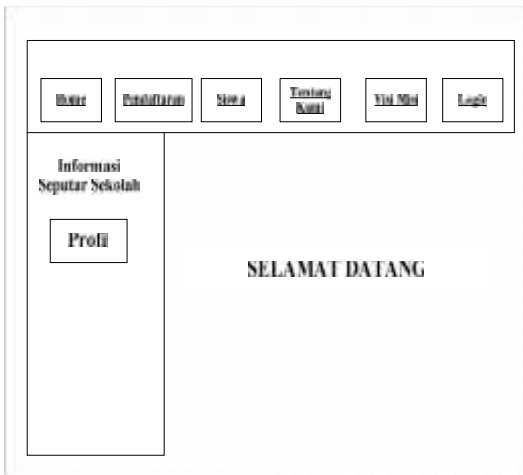 Home
Pendaftaran
Siswa
Tentang
Kami
Visi Misi
Login
Informasi
Seputar Sekolah
Profi
SELAMAT DATANG